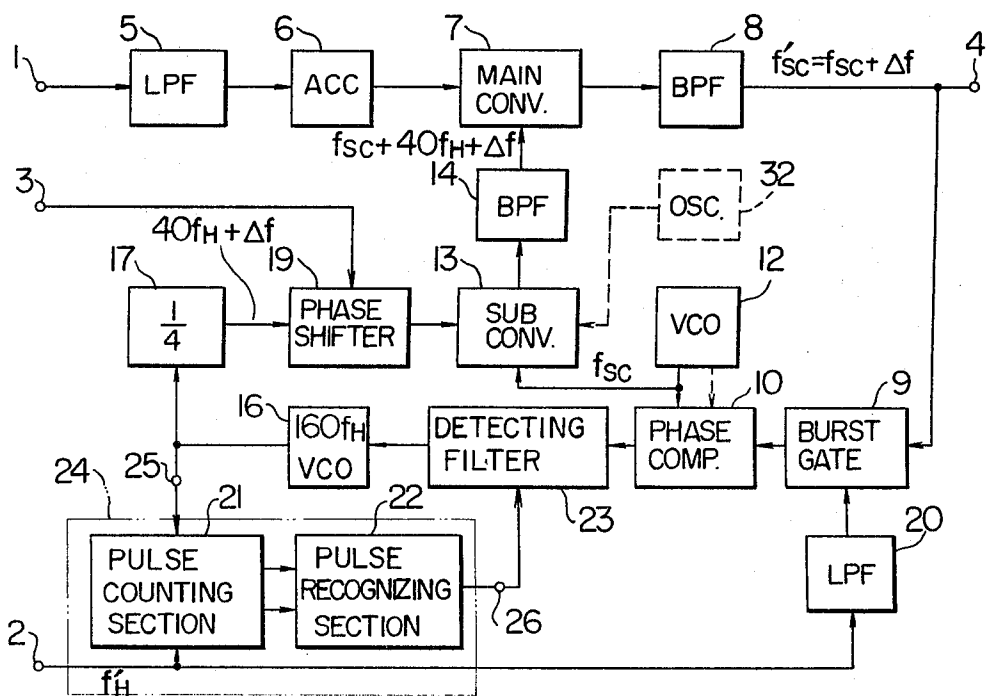 5
6
7
8
4
1
LPF
ACC
MAIN
CONV.
BPF
f'SC=fSC+Δf
fSC+40fH+Δf
3
14
BPF
OSC.
32
40fH+Δf
17
19
13
12
1/4
PHASE
SHIFTER
SUB
CONV.
VCO
fSC
10
9
16
160fH
VCO
DETECTING
FILTER
PHASE
COMP.
BURST
GATE
25
24
21
22
23
20
PULSE
COUNTING
SECTION
PULSE
RECOGNIZING
SECTION
26
LPF
2
f'H